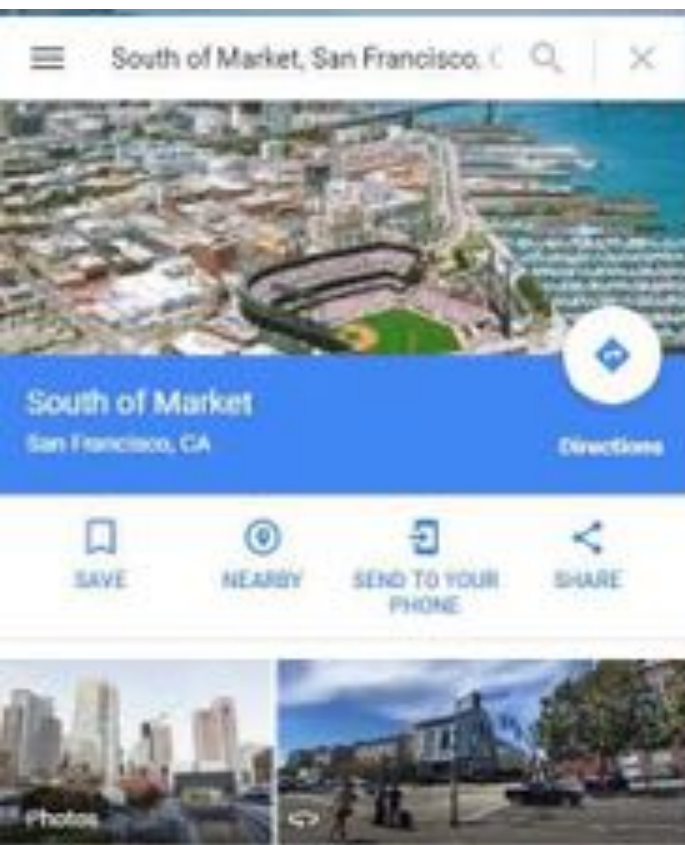 South of Market, San Francisco, C
South of Market
San Francisco, CA
Directions
SAVE
NEARBY
SEND TO YOUR
PHONE
SHARE
Photos